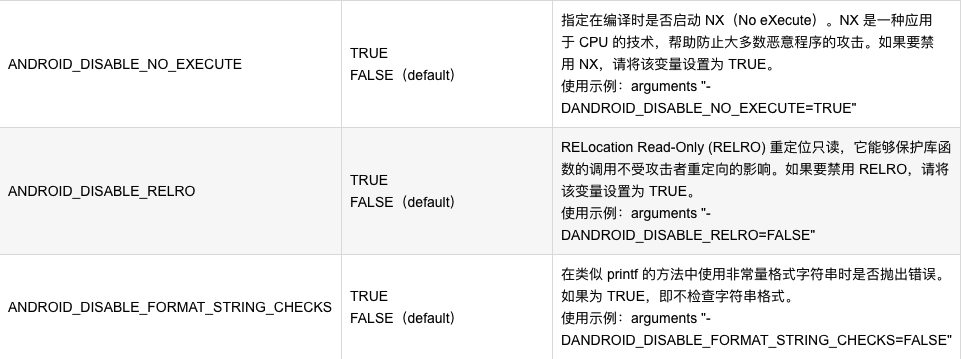 ANDROID_DISABLE_NO_EXECUTE
TRUE
FALSE（default）
指定在编译时是否启动 NX（No eXecute）。NX 是一种应用
于 CPU 的技术，帮助防止大多数恶意程序的攻击。如果要禁
用 NX，请将该变量设置为 TRUE。
使用示例：arguments "-
DANDROID_DISABLE_NO_EXECUTE=TRUE"
ANDROID_DISABLE_RELRO
TRUE
FALSE（default）
RELocation Read-Only (RELRO) 重定位只读，它能够保护库函
数的调用不受攻击者重定向的影响。如果要禁用 RELRO，请将
该变量设置为 TRUE。
使用示例：arguments "-
DANDROID_DISABLE_RELRO=FALSE"
ANDROID_DISABLE_FORMAT_STRING_CHECKS
TRUE
FALSE（default）
在类似 printf 的方法中使用非常量格式字符串时是否抛出错误。
如果为 TRUE，即不检查字符串格式。
使用示例：arguments "-
DANDROID_DISABLE_FORMAT_STRING_CHECKS=FALSE"